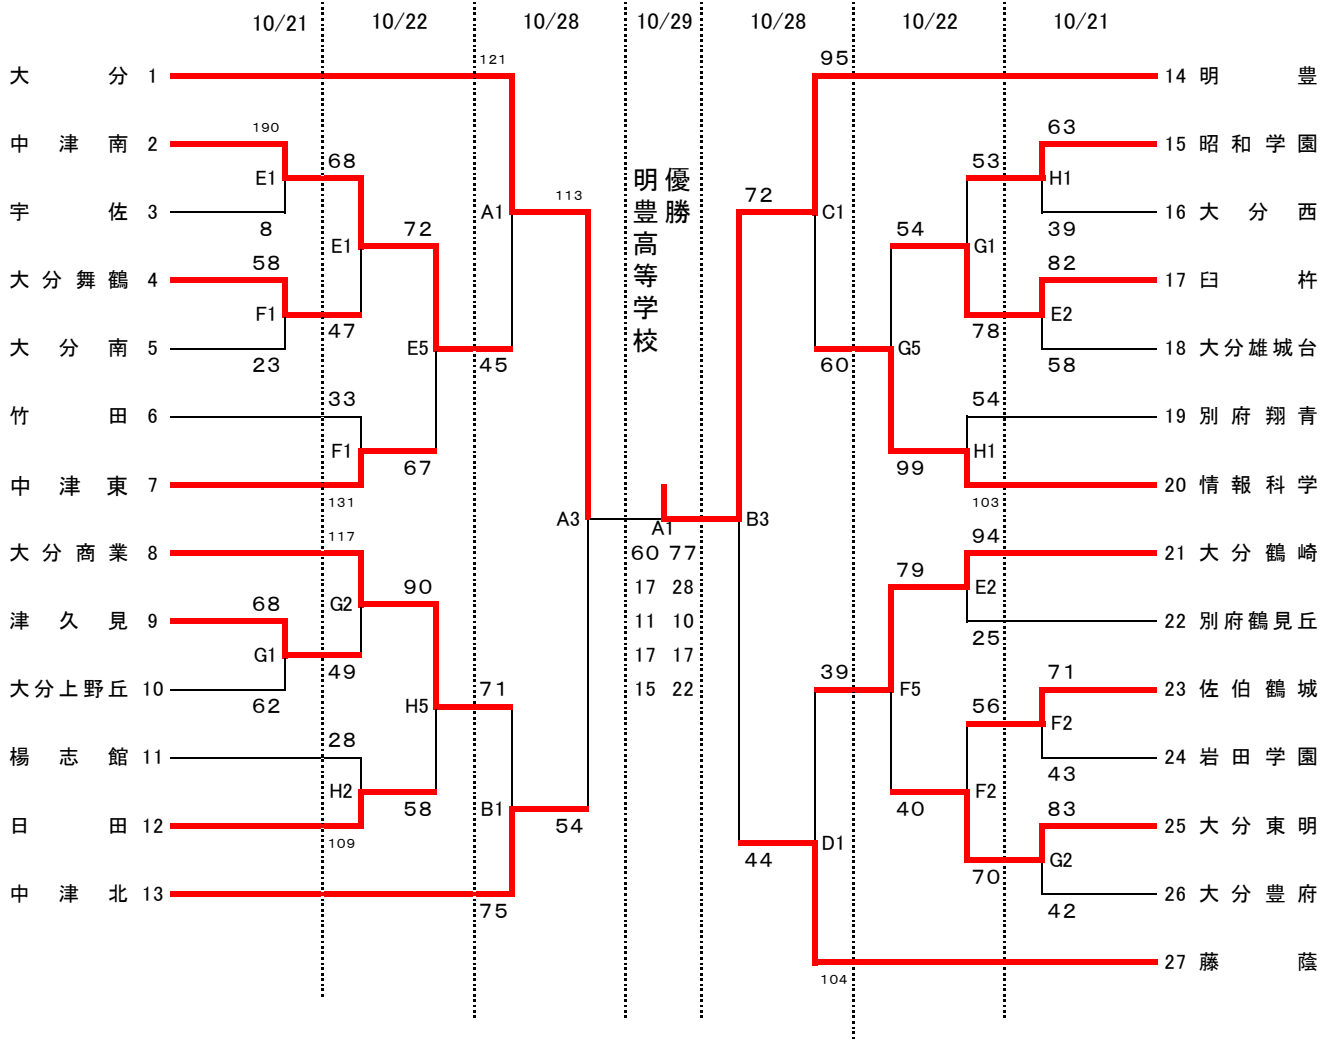 10/21 10/22 10/28 10/29 10/28 10/22 10/21
121 95
大分 1 14 明豊
190 63
中津南 2 15 昭和学園
68 53
E1 H1
優勝
明豊高等学校
113 72
宇佐 3 A1 C1 16 大分西
8 72 54 39
E1 G1
58 82
大分舞鶴 4 17 臼杵
F1 E2
47 78
大分南 5 E5 G5 18 大分雄城台
23 45 60 58
33 54
竹田 6 19 別府翔青
F1 H1
67 99
中津東 7 20 情報科学
131 103
A3 A1 B3
117 60 77 94
大分商業 8 21 大分鶴崎
90 17 28 79
G2 E2
68 11 10 25
津久見 9 22 別府鶴見丘
G1 17 17
49 71
大分上野丘 10 15 22 23 佐伯鶴城
62 71 39
H5 F5 56
F2
28
楊志館 11 24 岩田学園
43
H2 F2
58 B1 40 83
日田 12 54 25 大分東明
109 44 D1
G2
70
中津北 13 26 大分豊府
75 42
27 藤蔭
104